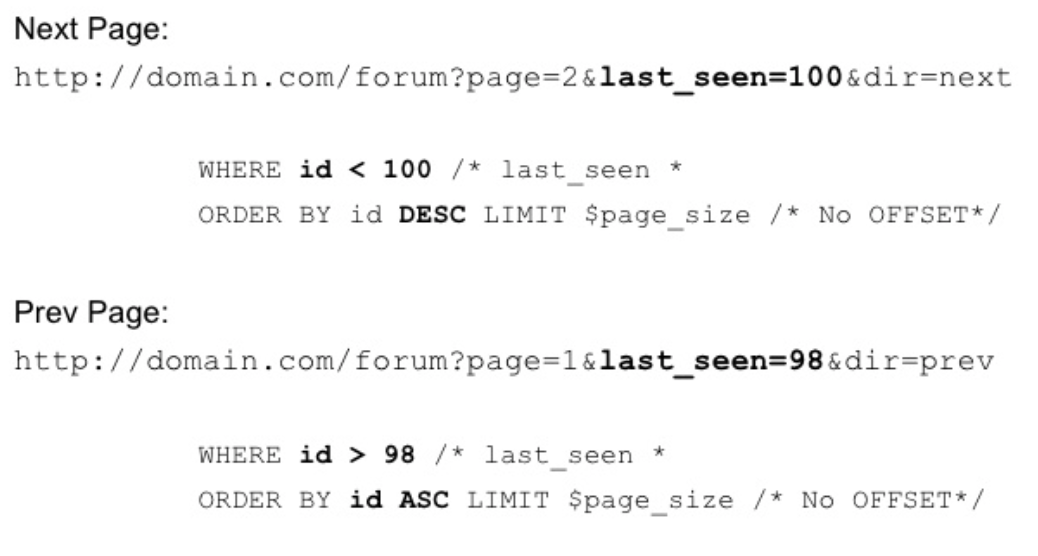 Next Page:
http://domain.com/forum?page=2&last_seen=100&dir=next
WHERE id < 100 /* last_seen *
ORDER BY id DESC LIMIT $page_size /* No OFFSET*/
Prev Page:
http://domain.com/forum?page=1&last_seen=98&dir=prev
WHERE id > 98 /* last_seen *
ORDER BY id ASC LIMIT $page_size /* No OFFSET*/